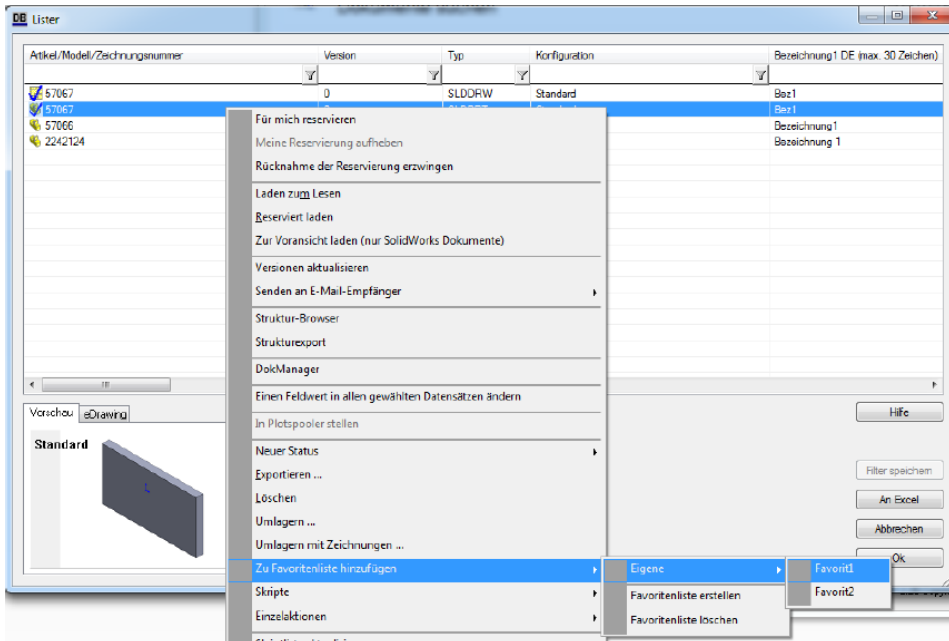 Dokumente suchen
DB Lister
Artikel/Modell/Zeichnungsnummer Version Typ Konfiguration Bezeichnung1 DE (max. 30 Zeichen)
57067 0 SLDDRW Standard Bez1
57067 Bez1
57066 Bezeichnung1
2242124 Bezeichnung 1
Für mich reservieren
Meine Reservierung aufheben
Rücknahme der Reservierung erzwingen
Laden zum Lesen
Reserviert laden
Zur Voransicht laden (nur SolidWorks Dokumente)
Versionen aktualisieren
Senden an E-Mail-Empfänger
Struktur-Browser
Strukturexport
DokManager
Einen Feldwert in allen gewählten Datensätzen ändern
In Plotspooler stellen
Neuer Status
Exportieren ...
Löschen
Umlagern ...
Umlagern mit Zeichnungen ...
Zu Favoritenliste hinzufügen
Skripte
Einzelaktionen
Eigene
Favoritenliste erstellen
Favoritenliste löschen
Favorit1
Favorit2
Vorschau eDrawing
Standard
Hilfe
Filter speichern
An Excel
Abbrechen
Ok